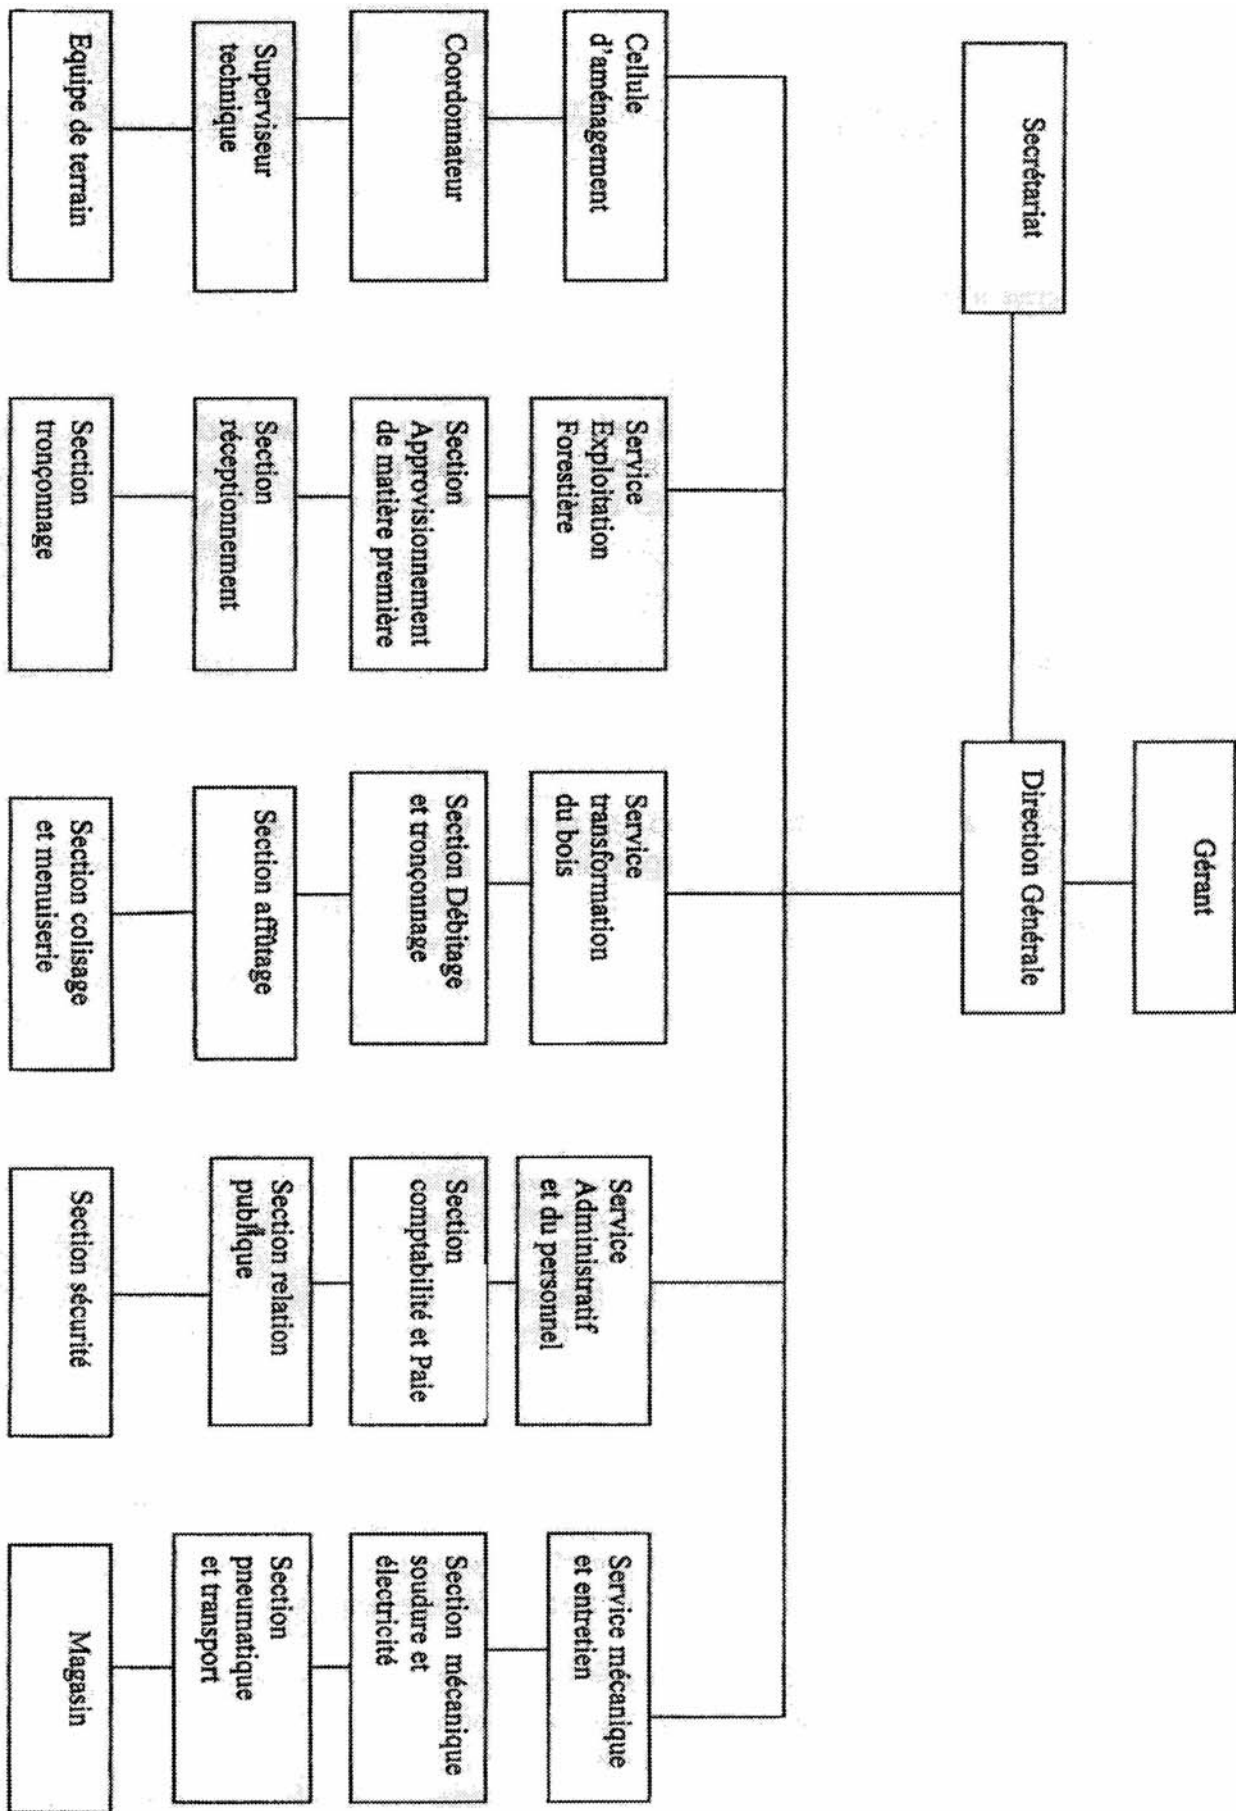 Gérant
Direction Générale
Secrétariat
Cellule
d'aménagement
Service
Exploitation
Forestière
Service
transformation
du bois
Service
Administratif
et du personnel
Service mécanique
et entretien
Coordonnateur
Section
Approvisionnement
de matière première
Section Débitage
et tronçonnage
Section
comptabilité et Paie
Section mécanique
soudure et
électricité
Superviseur
technique
Section
réceptionnement
Section affûtage
Section relation
publique
Section
pneumatique
et transport
Equipe de terrain
Section
tronçonnage
Section colisage
et menuiserie
Section sécurité
Magasin